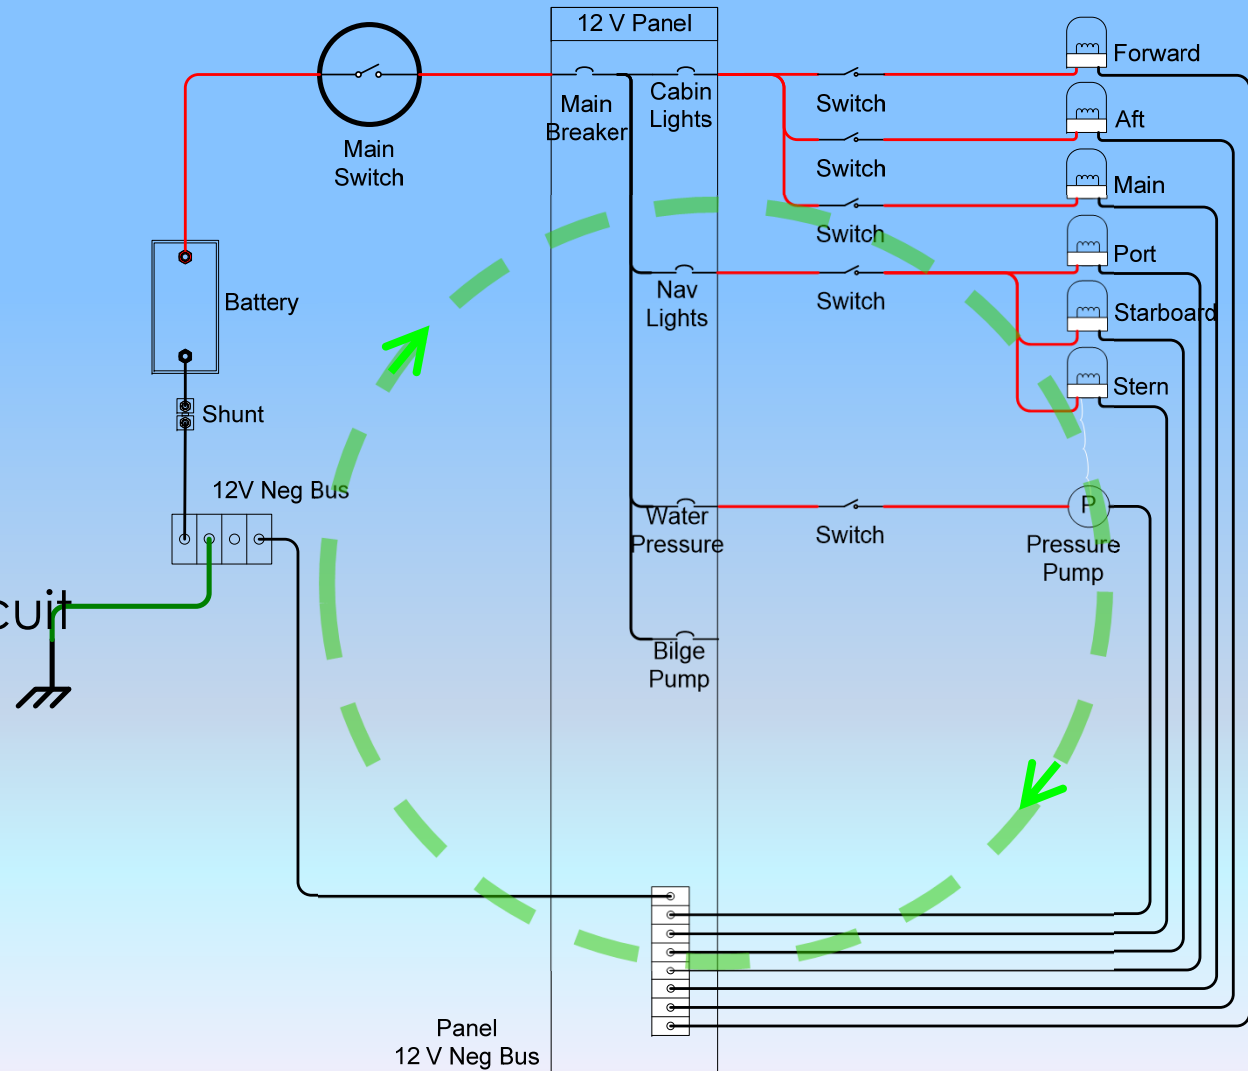 12 V Panel
Forward
Main
Breaker
Cabin
Lights
Switch
Aft
Main
Switch
Switch
Main
Switch
Port
Battery
Nav
Lights
Switch
Starboard
Stern
Shunt
12V Neg Bus
Water
Pressure
Switch
P
Pressure
Pump
cuit
Bilge
Pump
Panel
12 V Neg Bus